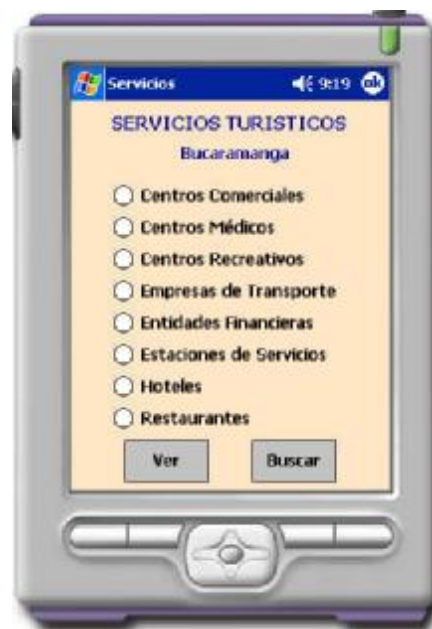 Servicios 9:19 ok
SERVICIOS TURISTICOS
Bucaramanga
Centros Comerciales
Centros Médicos
Centros Recreativos
Empresas de Transporte
Entidades Financieras
Estaciones de Servicios
Hoteles
Restaurantes
Ver Buscar